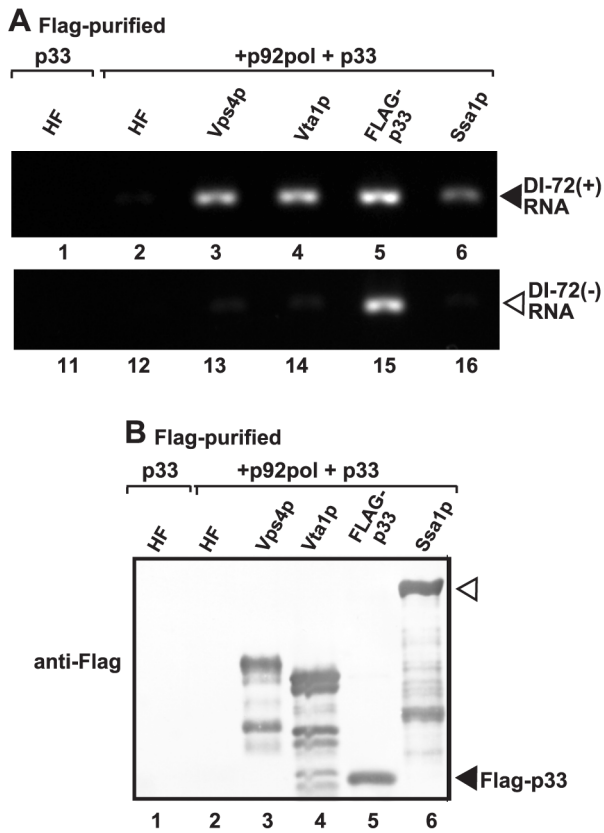 A Flag-purified
p33 +p92pol + p33
HF HF Vps4p Vta1p FLAG-p33 Ssa1p
DI-72(+)
RNA
1 2 3 4 5 6
DI-72(-)
RNA
11 12 13 14 15 16
B Flag-purified
p33 +p92pol + p33
HF HF Vps4p Vta1p FLAG-p33 Ssa1p
anti-Flag
Flag-p33
1 2 3 4 5 6